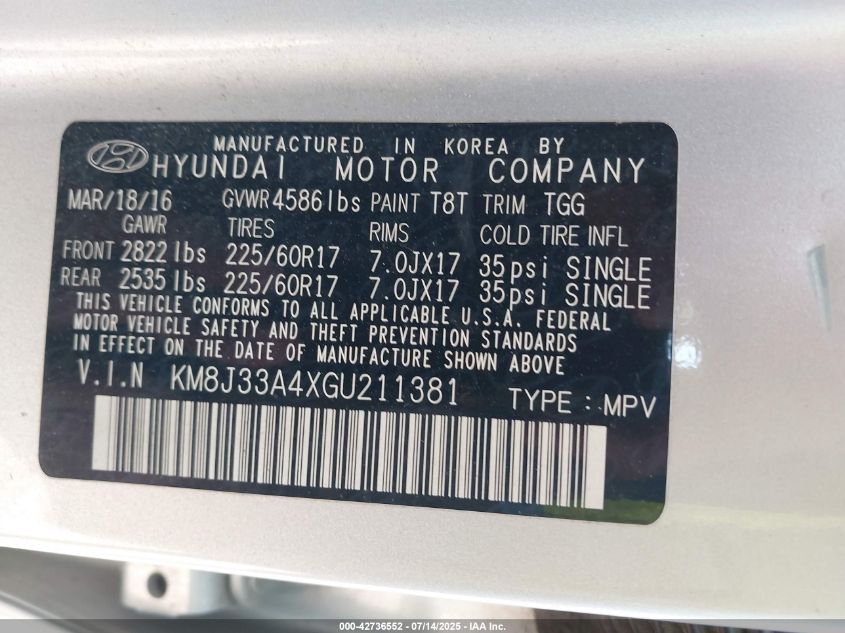 MANUFACTURED IN KOREA BY
HYUNDAI MOTOR COMPANY
MAR/18/16 GVWR 4586 lbs PAINT T8T TRIM TGG
GAWR TIRES RIMS COLD TIRE INFL
FRONT 2822 lbs 225/60R17 7.0JX17 35psi SINGLE
REAR 2535 lbs 225/60R17 7.0JX17 35psi SINGLE
THIS VEHICLE CONFORMS TO ALL APPLICABLE U.S.A. FEDERAL
MOTOR VEHICLE SAFETY AND THEFT PREVENTION STANDARDS
IN EFFECT ON THE DATE OF MANUFACTURE SHOWN ABOVE
V.I.N KM8J33A4XGU211381 TYPE : MPV
000-42736552 - 07/14/2025 - IAA Inc.